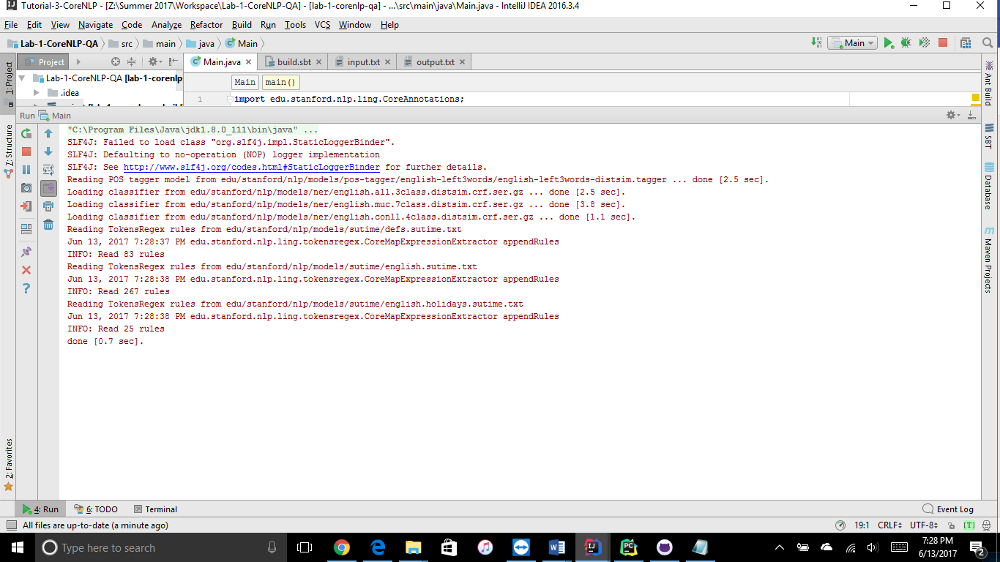 Tutorial-3-CoreNLP - [Z:\Summer 2017\Workspace\Lab-1-CoreNLP-QA] - [lab-1-corenlp-qa] - ...\src\main\java\Main.java - IntelliJ IDEA 2016.3.4
File Edit View Navigate Code Analyze Refactor Build Run Tools VCS Window Help
Lab-1-CoreNLP-QA src main java Main
Main
1: Project
Project
Main.java build.sbt input.txt output.txt
Lab-1-CoreNLP-QA [lab-1-corenlp
.idea
Main main()
1 import edu.stanford.nlp.ling.CoreAnnotations;
Run Main
"C:\Program Files\Java\jdk1.8.0_111\bin\java" ...
SLF4J: Failed to load class "org.slf4j.impl.StaticLoggerBinder".
SLF4J: Defaulting to no-operation (NOP) logger implementation
SLF4J: See http://www.slf4j.org/codes.html#StaticLoggerBinder for further details.
Reading POS tagger model from edu/stanford/nlp/models/pos-tagger/english-left3words/english-left3words-distsim.tagger ... done [2.5 sec].
Loading classifier from edu/stanford/nlp/models/ner/english.all.3class.distsim.crf.ser.gz ... done [2.5 sec].
Loading classifier from edu/stanford/nlp/models/ner/english.muc.7class.distsim.crf.ser.gz ... done [3.8 sec].
Loading classifier from edu/stanford/nlp/models/ner/english.conll.4class.distsim.crf.ser.gz ... done [1.1 sec].
Reading TokensRegex rules from edu/stanford/nlp/models/sutime/defs.sutime.txt
Jun 13, 2017 7:28:37 PM edu.stanford.nlp.ling.tokensregex.CoreMapExpressionExtractor appendRules
INFO: Read 83 rules
Reading TokensRegex rules from edu/stanford/nlp/models/sutime/english.sutime.txt
Jun 13, 2017 7:28:38 PM edu.stanford.nlp.ling.tokensregex.CoreMapExpressionExtractor appendRules
INFO: Read 267 rules
Reading TokensRegex rules from edu/stanford/nlp/models/sutime/english.holidays.sutime.txt
Jun 13, 2017 7:28:38 PM edu.stanford.nlp.ling.tokensregex.CoreMapExpressionExtractor appendRules
INFO: Read 25 rules
done [0.7 sec].
7: Structure
2: Favorites
Ant Build
SBT
Database
Maven Projects
4: Run 6: TODO Terminal Event Log
All files are up-to-date (a minute ago) 19:1 CRLF UTF-8 [T]
Type here to search
7:28 PM
6/13/2017
2